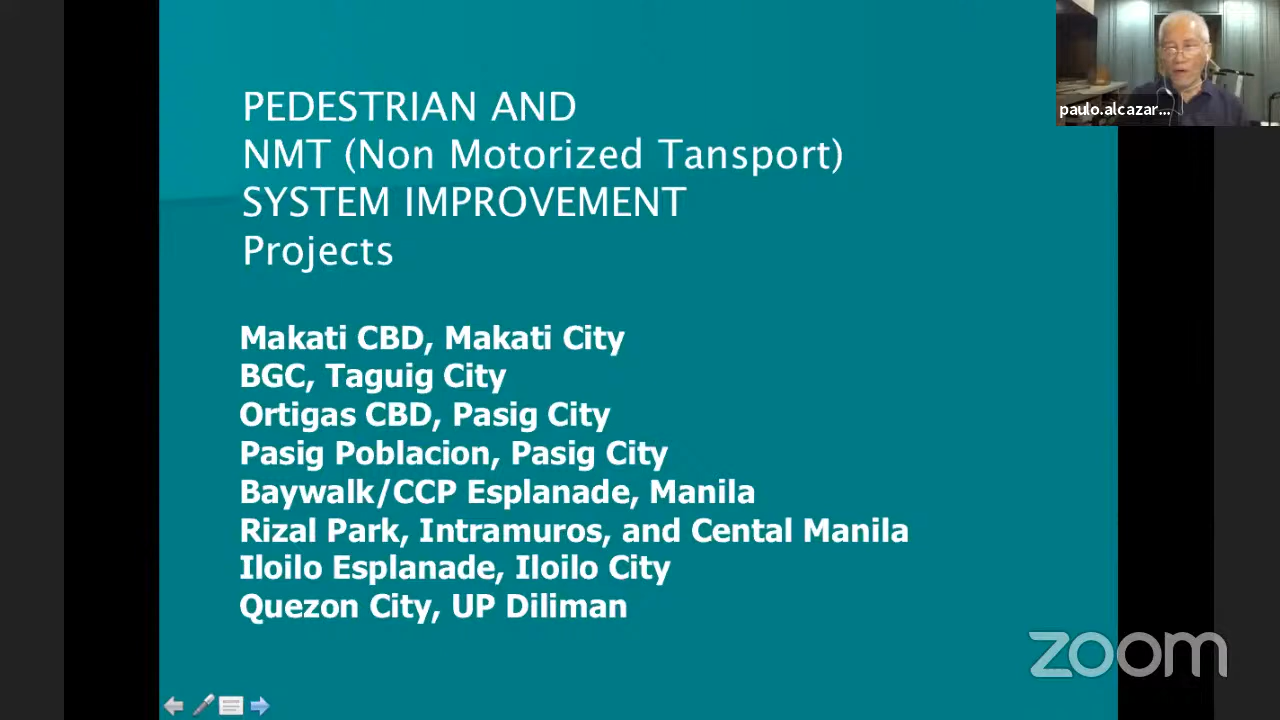 PEDESTRIAN AND
NMT (Non Motorized Tansport)
SYSTEM IMPROVEMENT
Projects
Makati CBD, Makati City
BGC, Taguig City
Ortigas CBD, Pasig City
Pasig Poblacion, Pasig City
Baywalk/CCP Esplanade, Manila
Rizal Park, Intramuros, and Cental Manila
Iloilo Esplanade, Iloilo City
Quezon City, UP Diliman
paulo.alcazar...
zoom